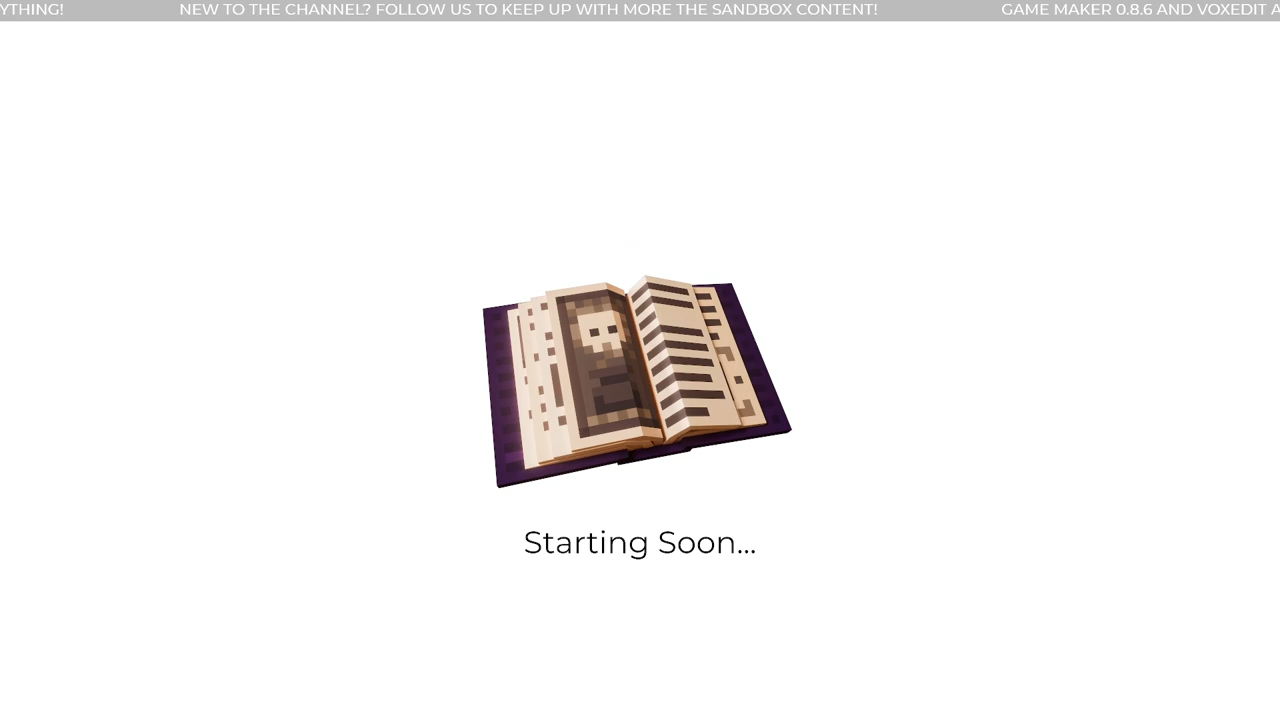 YTHING! NEW TO THE CHANNEL? FOLLOW US TO KEEP UP WITH MORE THE SANDBOX CONTENT! GAME MAKER 0.8.6 AND VOXEDIT A
Starting Soon...